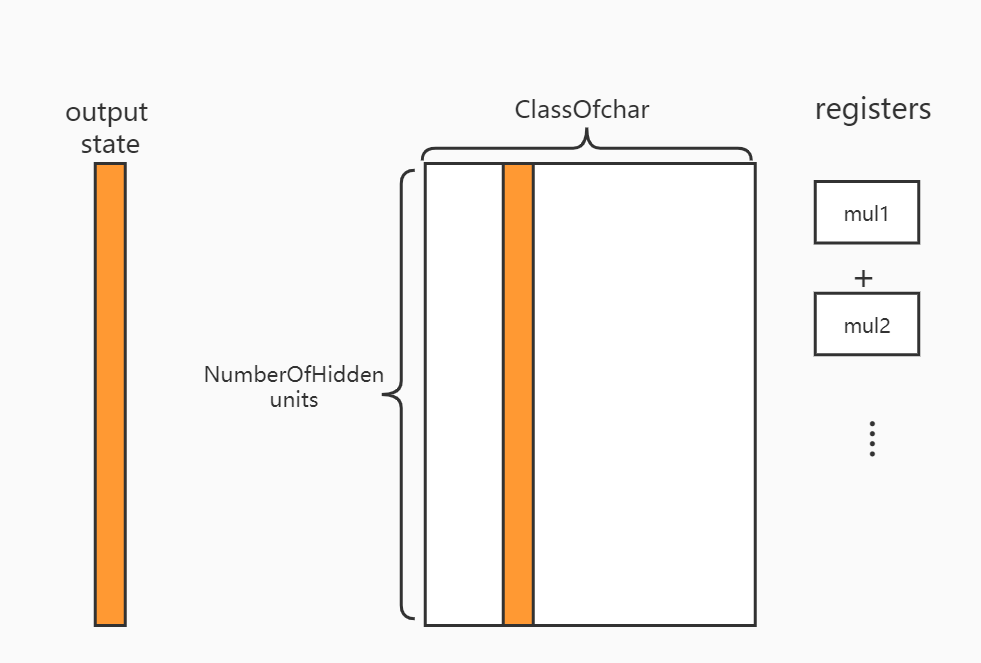 output
state
ClassOfchar
registers
mul1
+
mul2
NumberOfHidden
units